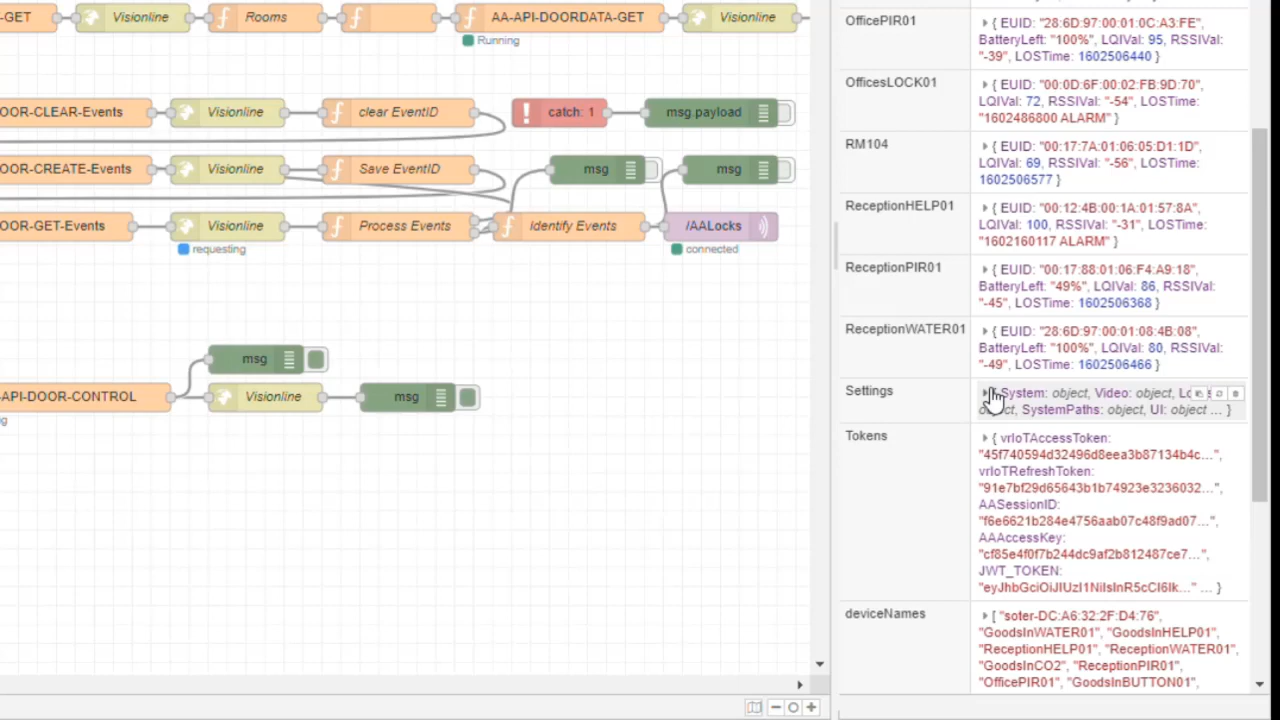 -GET
Visionline
Rooms
AA-API-DOORDATA-GET
Visionline
Running
OOR-CLEAR-Events
Visionline
clear EventID
catch: 1
msg payload
OOR-CREATE-Events
Visionline
Save EventID
msg
msg
OOR-GET-Events
Visionline
Process Events
Identify Events
/AALocks
requesting
connected
msg
-API-DOOR-CONTROL
Visionline
msg
OfficePIR01
{ EUID: "28:6D:97:00:01:0C:A3:FE",
BatteryLeft: "100%", LQIVal: 95, RSSIVal:
"-39", LOSTime: 1602506440 }
OfficesLOCK01
{ EUID: "00:0D:6F:00:02:FB:9D:70",
LQIVal: 72, RSSIVal: "-54", LOSTime:
"1602486800 ALARM" }
RM104
{ EUID: "00:17:7A:01:06:05:D1:1D",
LQIVal: 69, RSSIVal: "-56", LOSTime:
1602506577 }
ReceptionHELP01
{ EUID: "00:12:4B:00:1A:01:57:8A",
LQIVal: 100, RSSIVal: "-31", LOSTime:
"1602160117 ALARM" }
ReceptionPIR01
{ EUID: "00:17:88:01:06:F4:A9:18",
BatteryLeft: "49%", LQIVal: 86, RSSIVal:
"-45", LOSTime: 1602506368 }
ReceptionWATER01
{ EUID: "28:6D:97:00:01:08:4B:08",
BatteryLeft: "100%", LQIVal: 80, RSSIVal:
"-49", LOSTime: 1602506466 }
Settings
System: object, Video: object,
object, SystemPaths: object, UI: object … }
Tokens
{ vrIoTAccessToken:
"45f740594d32496d8eea3b87134b4c…",
vrIoTRefreshToken:
"91e7bf29d65643b1b74923e3236032…",
AASessionID:
"f6e6621b284e4756aab07c48f9ad07…",
AAAccessKey:
"cf85e4f0f7b244dc9af2b812487ce7…",
JWT_TOKEN:
"eyJhbGciOiJIUzI1NiIsInR5cCI6Ik…" … }
deviceNames
[ "soter-DC:A6:32:2F:D4:76",
"GoodsInWATER01", "GoodsInHELP01",
"ReceptionHELP01", "ReceptionWATER01",
"GoodsInCO2", "ReceptionPIR01",
"OfficePIR01", "GoodsInBUTTON01",